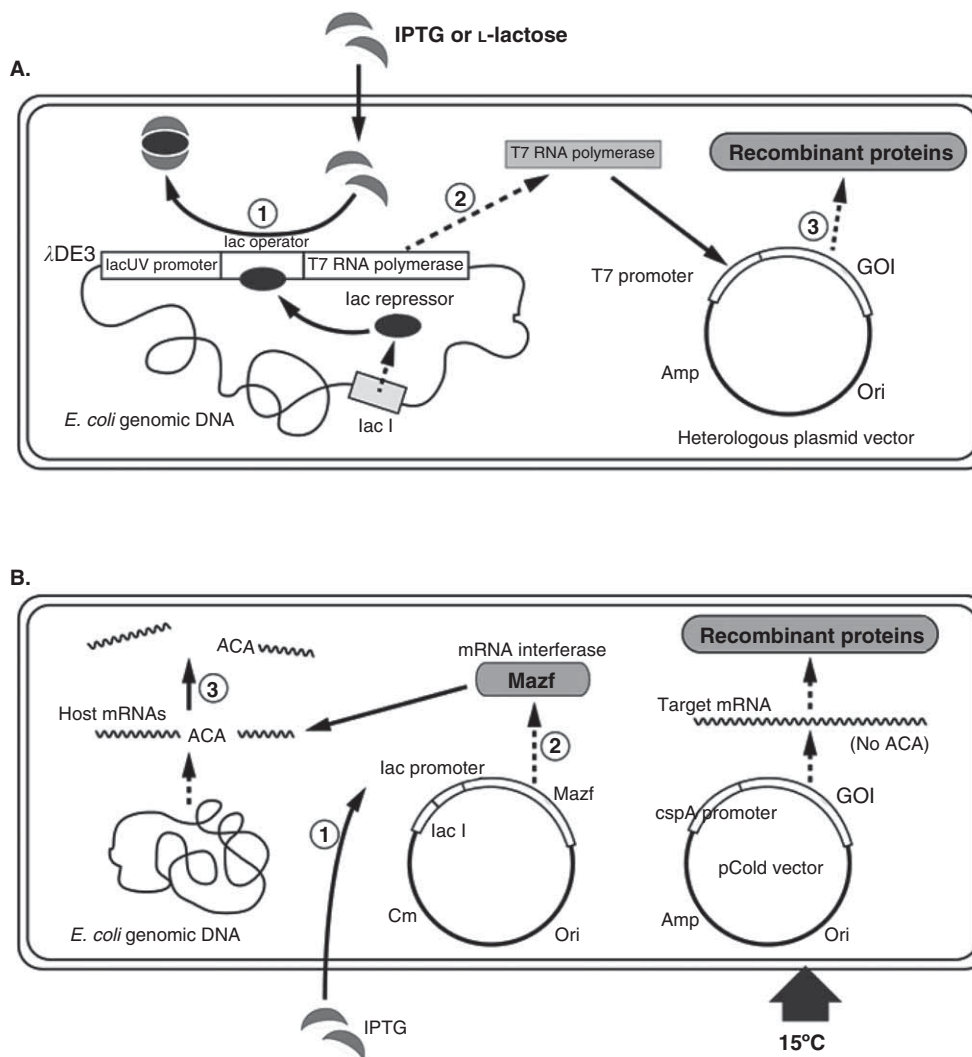 IPTG or L-lactose
A.
T7 RNA polymerase
Recombinant proteins
1
2
3
lac operator
λDE3
lacUV promoter
T7 RNA polymerase
GOI
T7 promoter
lac repressor
Amp
Ori
E. coli genomic DNA
lac I
Heterologous plasmid vector
B.
Recombinant proteins
ACA
mRNA interferase
Mazf
3
Target mRNA
Host mRNAs
ACA
2
(No ACA)
lac promoter
Mazf
GOI
cspA promoter
1
lac I
pCold vector
Cm
Amp
E. coli genomic DNA
Ori
Ori
IPTG
15°C